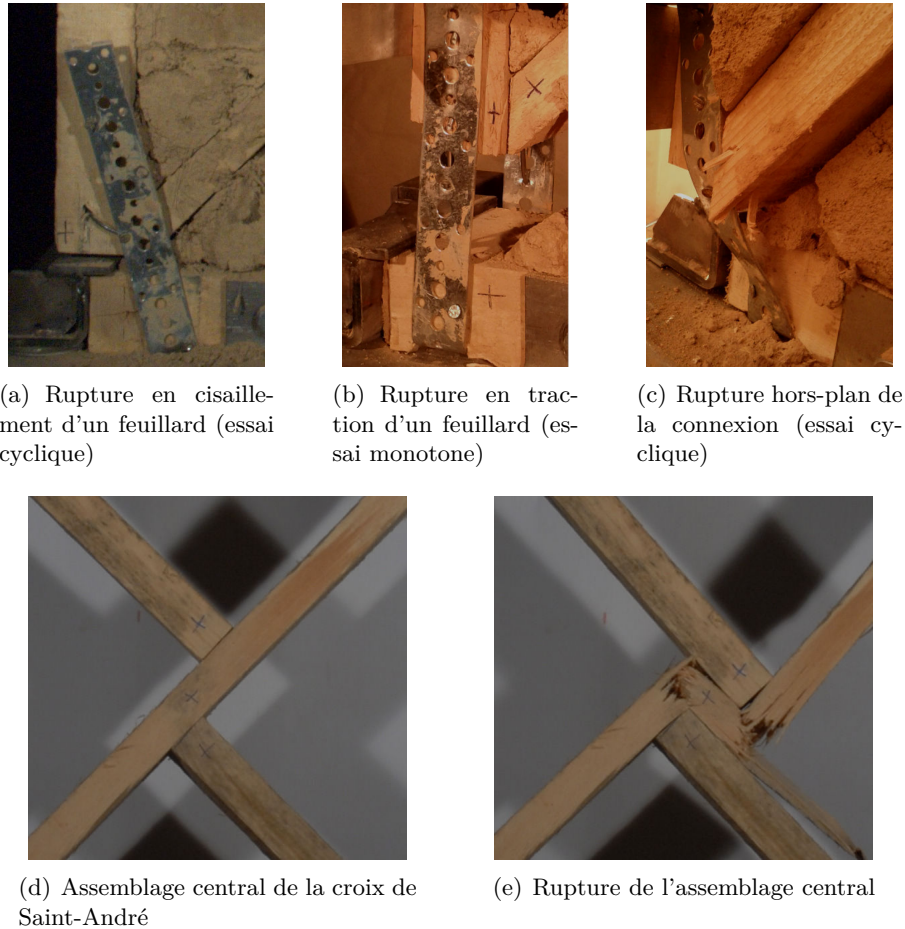 (a) Rupture en cisaille-
ment d'un feuillard (essai
cyclique)
(b) Rupture en trac-
tion d'un feuillard (es-
sai monotone)
(c) Rupture hors-plan de
la connexion (essai cy-
clique)
(d) Assemblage central de la croix de
Saint-André
(e) Rupture de l'assemblage central